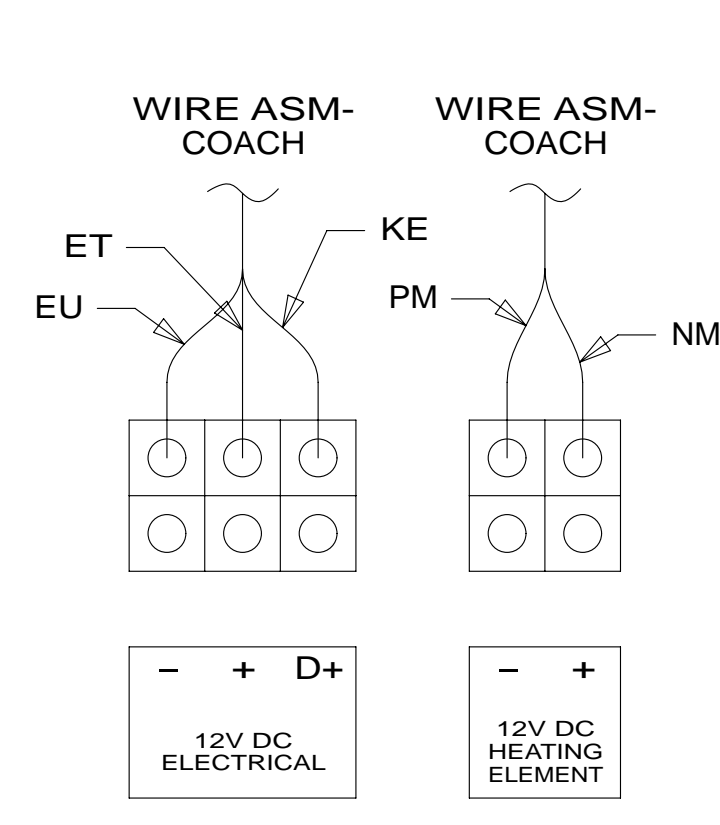 WIRE ASM-
COACH
WIRE ASM-
COACH
ET
KE
EU
PM
NM
– + D+
12V DC
ELECTRICAL
– +
12V DC
HEATING
ELEMENT